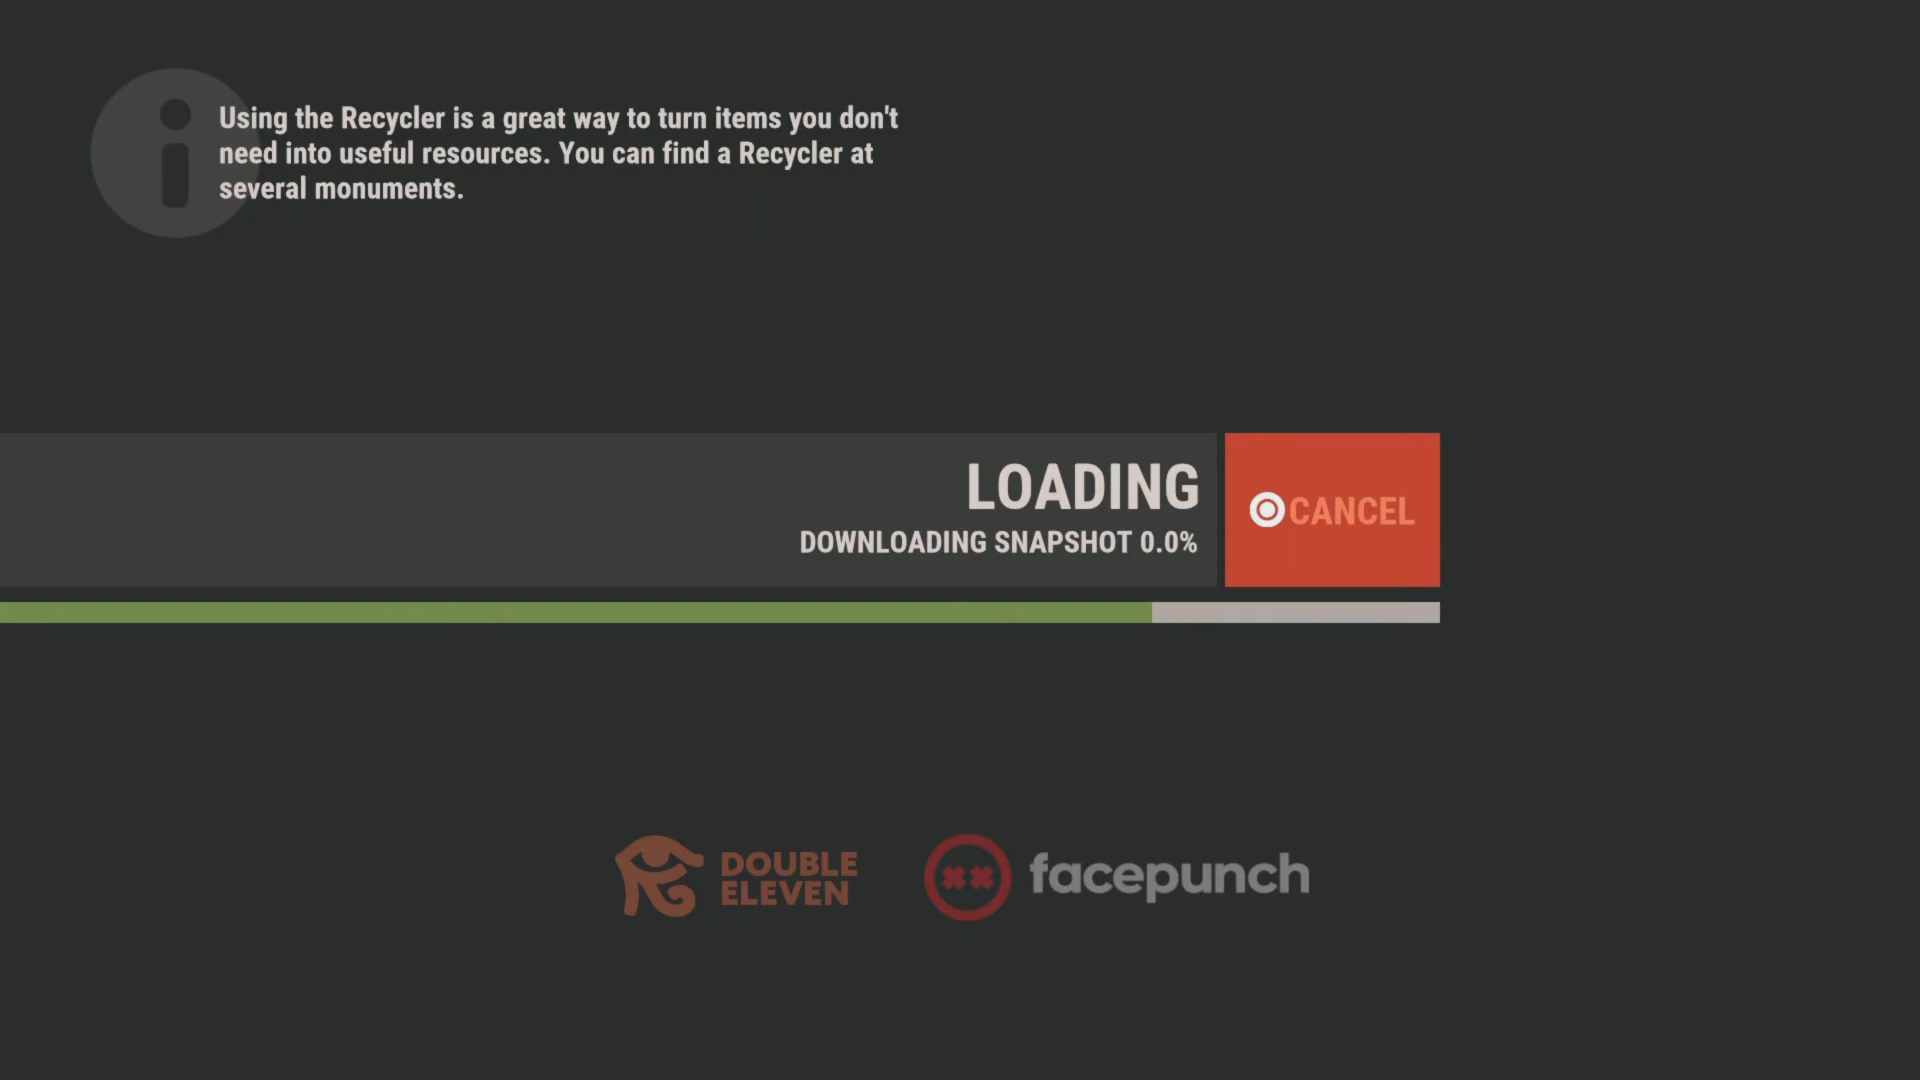 Using the Recycler is a great way to turn items you don't
need into useful resources. You can find a Recycler at
several monuments.
LOADING
DOWNLOADING SNAPSHOT 0.0%
CANCEL
DOUBLE
ELEVEN
facepunch